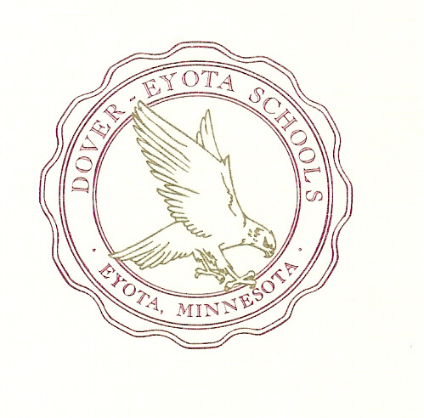 DOVER - EYOTA SCHOOLS
· EYOTA, MINNESOTA ·